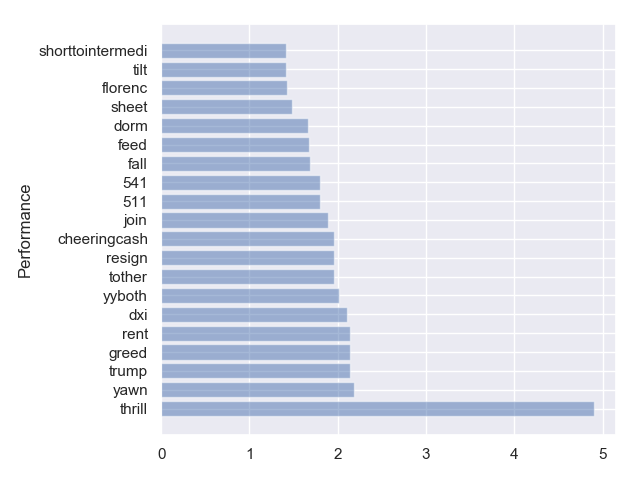 shorttointermedi
tilt
florenc
sheet
dorm
feed
fall
541
511
join
cheeringcash
resign
tother
yyboth
dxi
rent
greed
trump
yawn
thrill
Performance
0 1 2 3 4 5